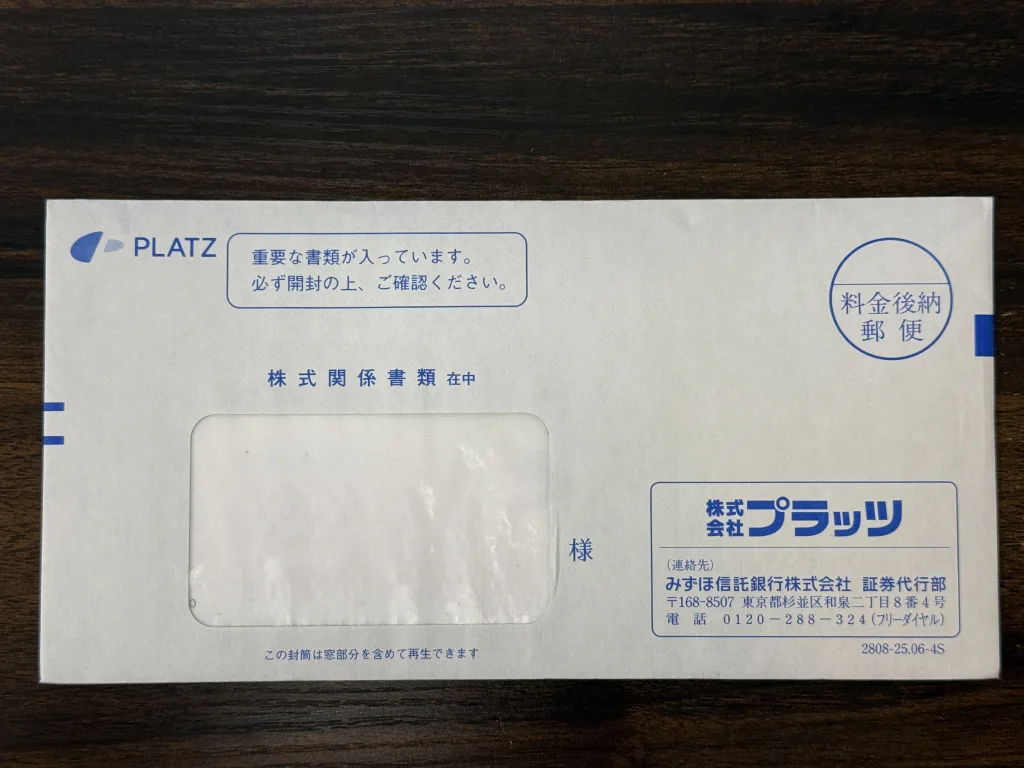 PLATZ
重要な書類が入っています。
必ず開封の上、ご確認ください。
料金後納
郵便
株式関係書類 在中
様
株式会社プラッツ
(連絡先)
みずほ信託銀行株式会社 証券代行部
〒168-8507 東京都杉並区和泉二丁目8番4号
電話 0120-288-324(フリーダイヤル)
2808-25.06-4S
この封筒は窓部分を含めて再生できます